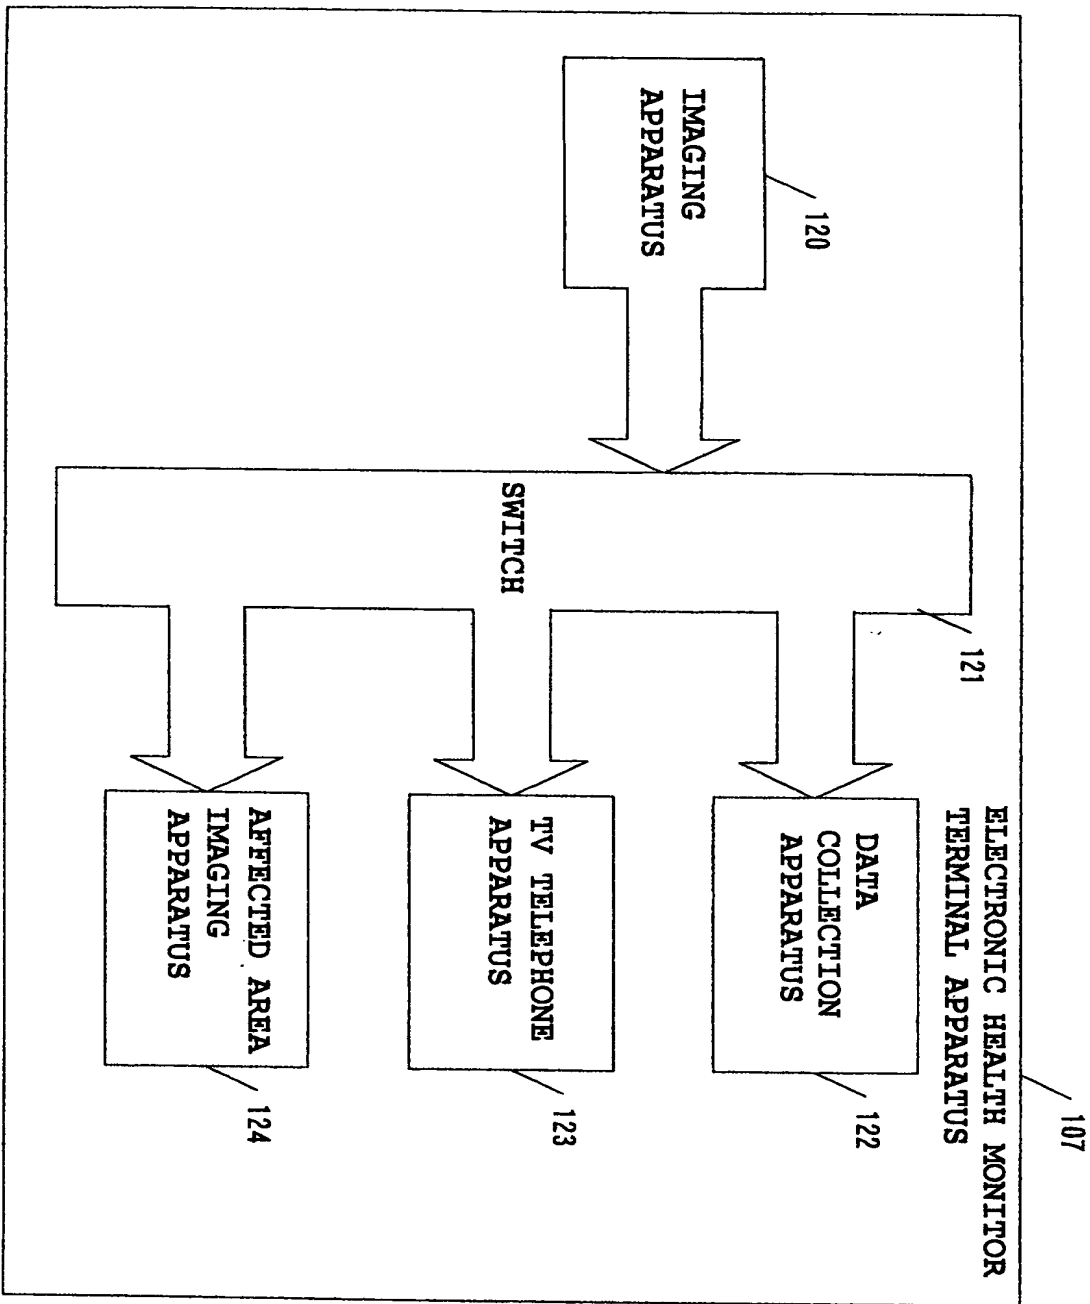 107
ELECTRONIC HEALTH MONITOR
TERMINAL APPARATUS
120
IMAGING
APPARATUS
121
SWITCH
DATA
COLLECTION
APPARATUS
122
TV TELEPHONE
APPARATUS
123
AFFECTED AREA
IMAGING
APPARATUS
124